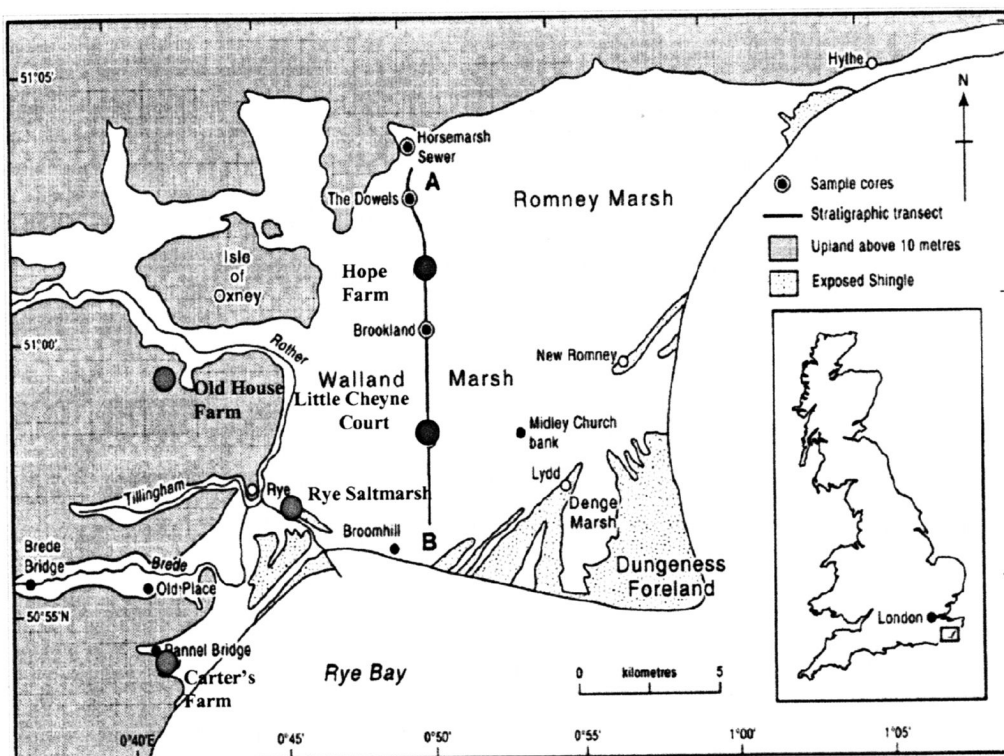 51°05'
Hythe
N
Horsemarsh
Sewer
A
The Dowels
Romney Marsh
Sample cores
Stratigraphic transect
Upland above 10 metres
Exposed Shingle
Isle
of
Oxney
Hope
Farm
Brookland
51°00'
Rother
New Romney
Old House
Farm
Walland Marsh
Little Cheyne
Court
Midley Church
bank
Lydd
Tillingham
Rye
Rye Saltmarsh
Denge
Marsh
Broomhill
B
Brede
Bridge
Brede
Old Place
Dungeness
Foreland
London
50°55'N
Pannel Bridge
Carter's
Farm
Rye Bay
0 kilometres 5
0°40'E
0°45'
0°50'
0°55'
1°00'
1°05'